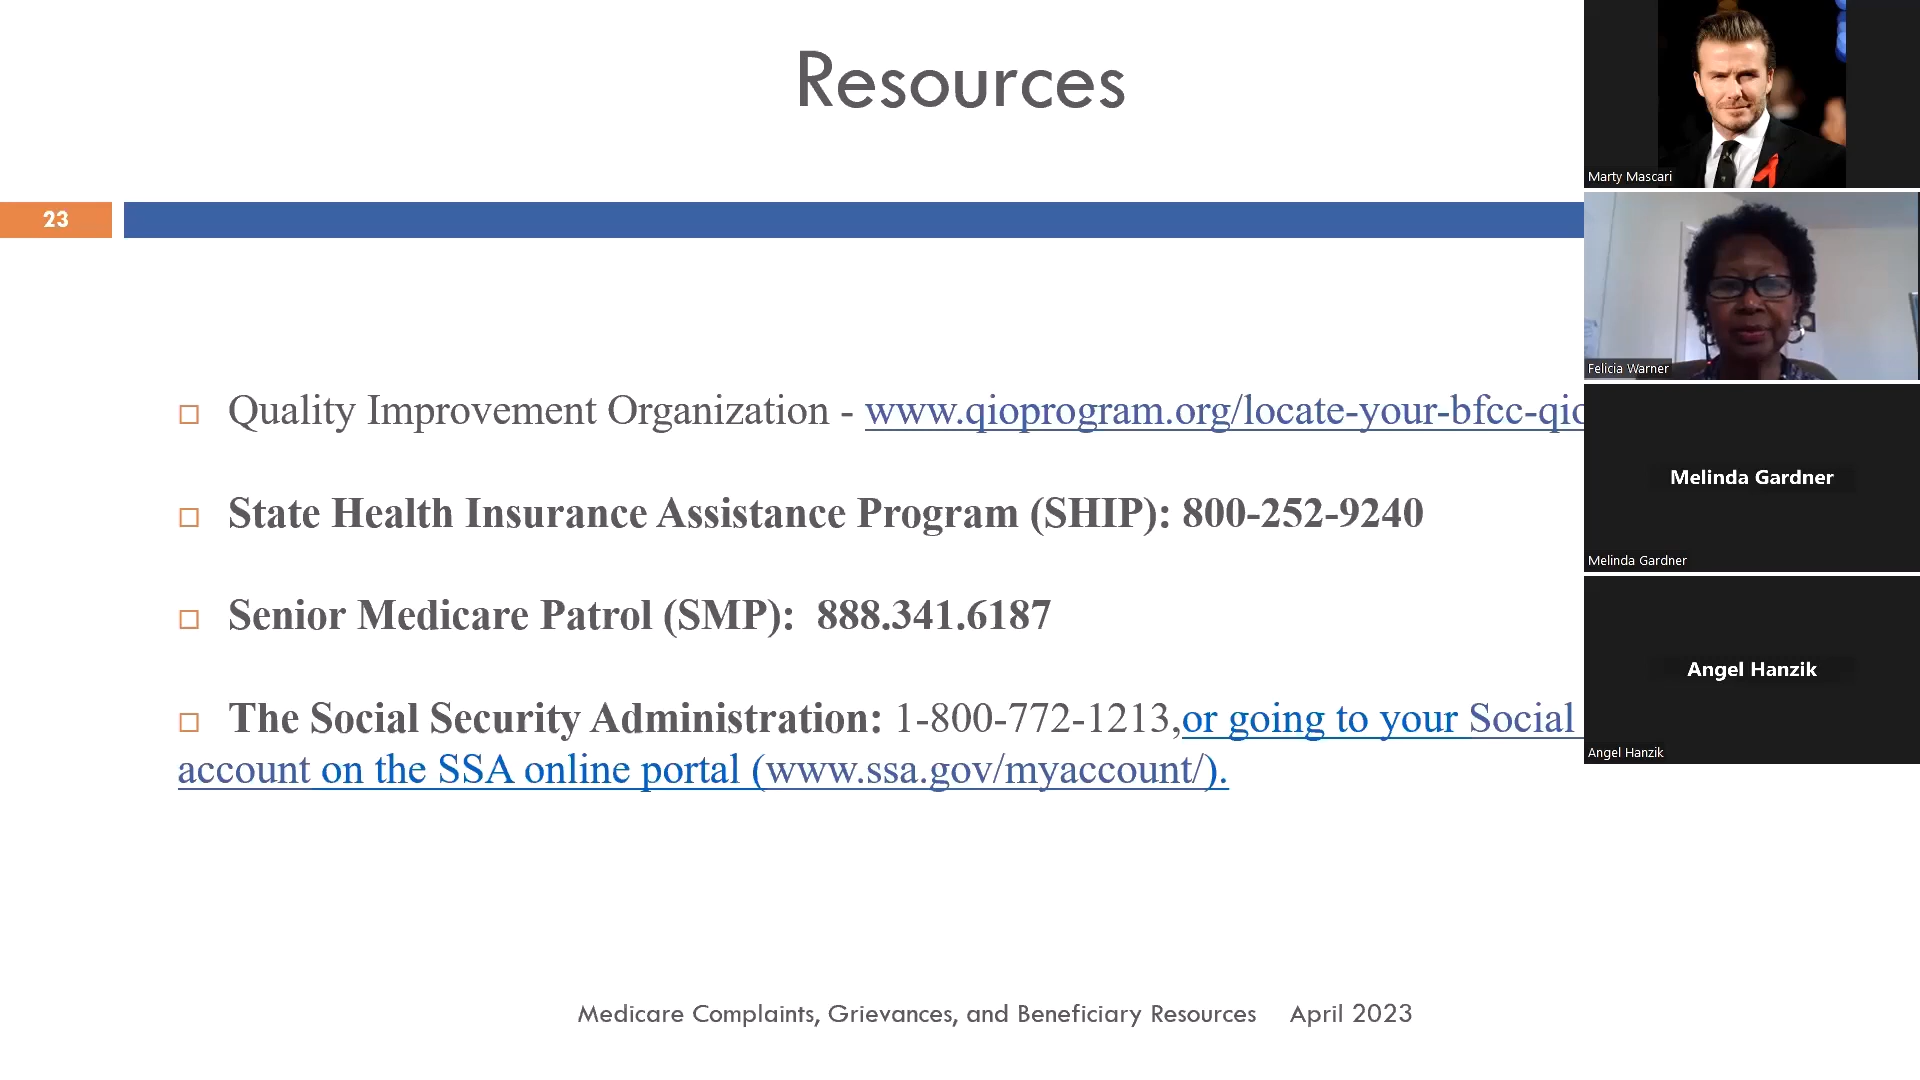 Resources
23
Quality Improvement Organization - www.qioprogram.org/locate-your-bfcc-qio
State Health Insurance Assistance Program (SHIP): 800-252-9240
Senior Medicare Patrol (SMP): 888.341.6187
The Social Security Administration: 1-800-772-1213,or going to your Social
account on the SSA online portal (www.ssa.gov/myaccount/).
Medicare Complaints, Grievances, and Beneficiary Resources April 2023
Marty Mascari
Felicia Warner
Melinda Gardner
Melinda Gardner
Angel Hanzik
Angel Hanzik